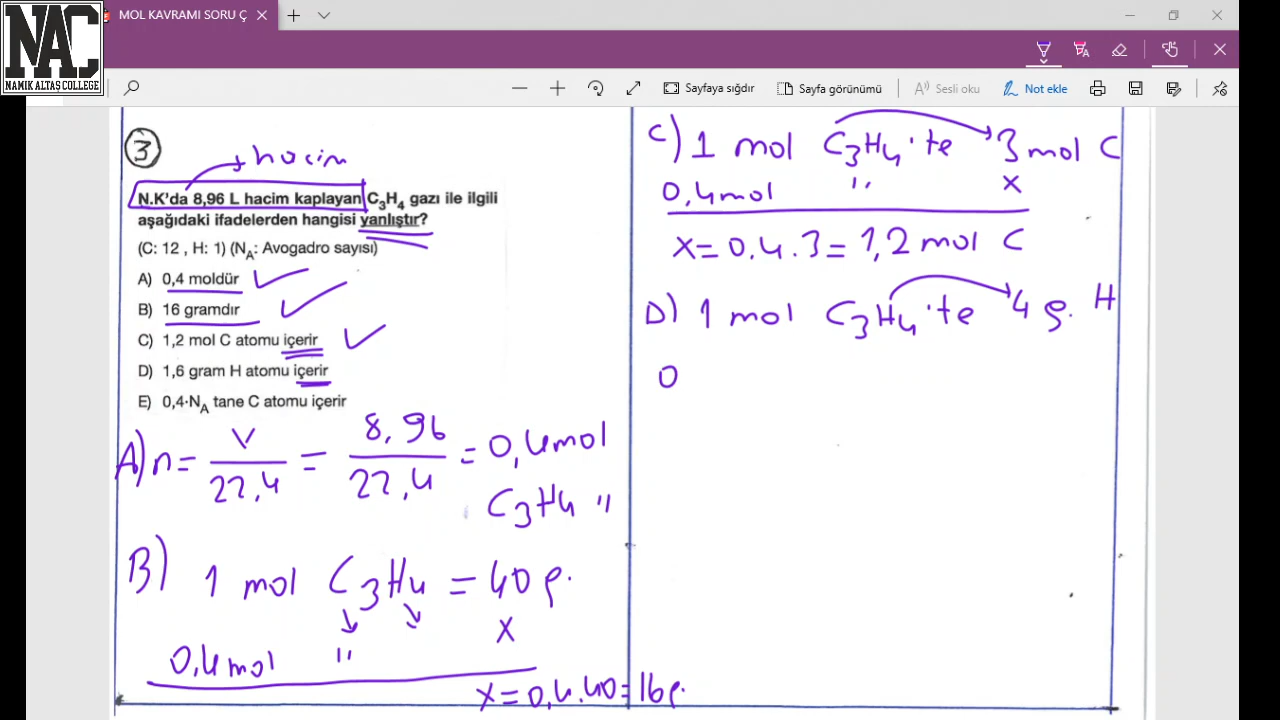 NAC
NAMIK ALTAŞ COLLEGE
MOL KAVRAMI SORU Ç
Sayfaya sığdır
Sayfa görünümü
Sesli oku
Not ekle
3
hacim
N.K'da 8,96 L hacim kaplayan C₃H₄ gazı ile ilgili
aşağıdaki ifadelerden hangisi yanlıştır?
(C: 12 , H: 1) (N_A: Avogadro sayısı)
A) 0,4 moldür
B) 16 gramdır
C) 1,2 mol C atomu içerir
D) 1,6 gram H atomu içerir
E) 0,4·N_A tane C atomu içerir
A) n = V/22,4 = 8,96/22,4 = 0,4 mol
C₃H₄ "
B) 1 mol C₃H₄ = 40 g.
0,4 mol " X
X = 0,4.40 = 16 g.
C) 1 mol C₃H₄'te 3 mol C
0,4 mol " X
X = 0,4.3 = 1,2 mol C
D) 1 mol C₃H₄'te 4 g. H
0